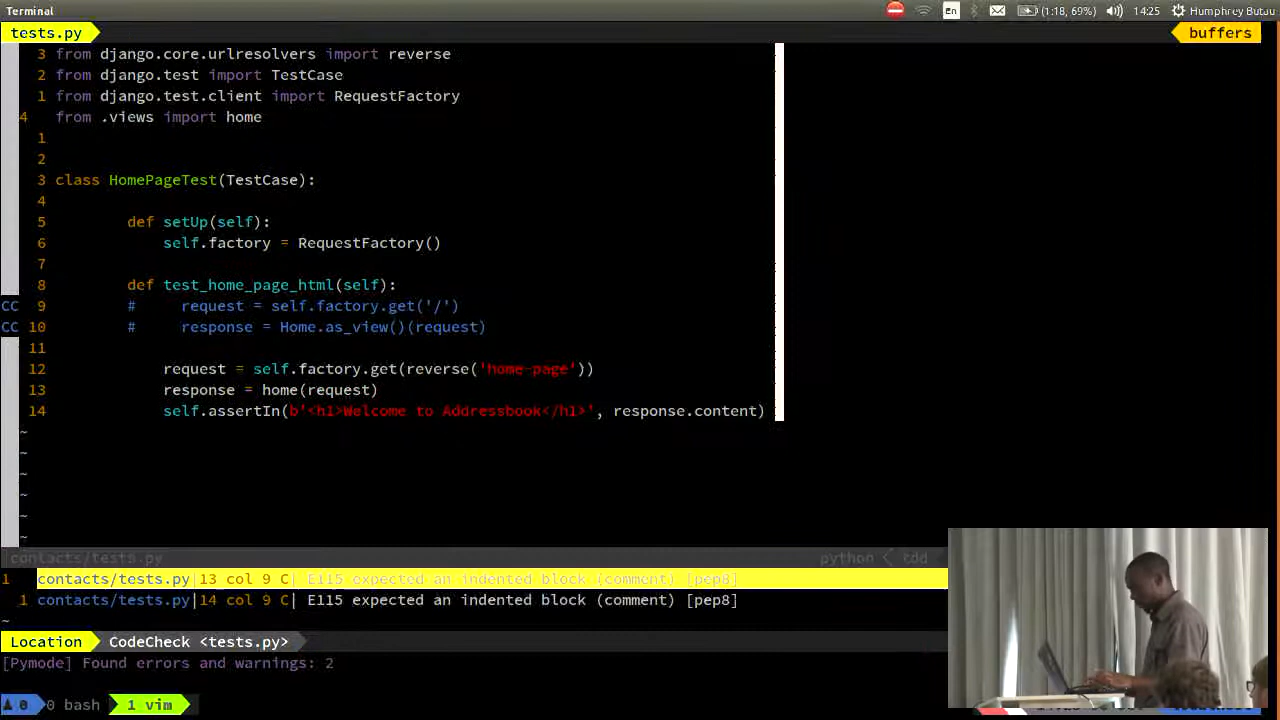 Terminal
En (1:18, 69%) 14:25 Humphrey Butau
tests.py buffers
3 from django.core.urlresolvers import reverse
2 from django.test import TestCase
1 from django.test.client import RequestFactory
4 from .views import home
1
2
3 class HomePageTest(TestCase):
4
5 def setUp(self):
6 self.factory = RequestFactory()
7
8 def test_home_page_html(self):
CC 9 # request = self.factory.get('/')
CC 10 # response = Home.as_view()(request)
11
12 request = self.factory.get(reverse('home-page'))
13 response = home(request)
14 self.assertIn(b'<h1>Welcome to Addressbook</h1>', response.content)
~
~
~
~
~
~
contacts/tests.py python < tdd
1 contacts/tests.py|13 col 9 C| E115 expected an indented block (comment) [pep8]
1 contacts/tests.py|14 col 9 C| E115 expected an indented block (comment) [pep8]
~
Location CodeCheck <tests.py>
[Pymode] Found errors and warnings: 2
0 0 bash 1 vim